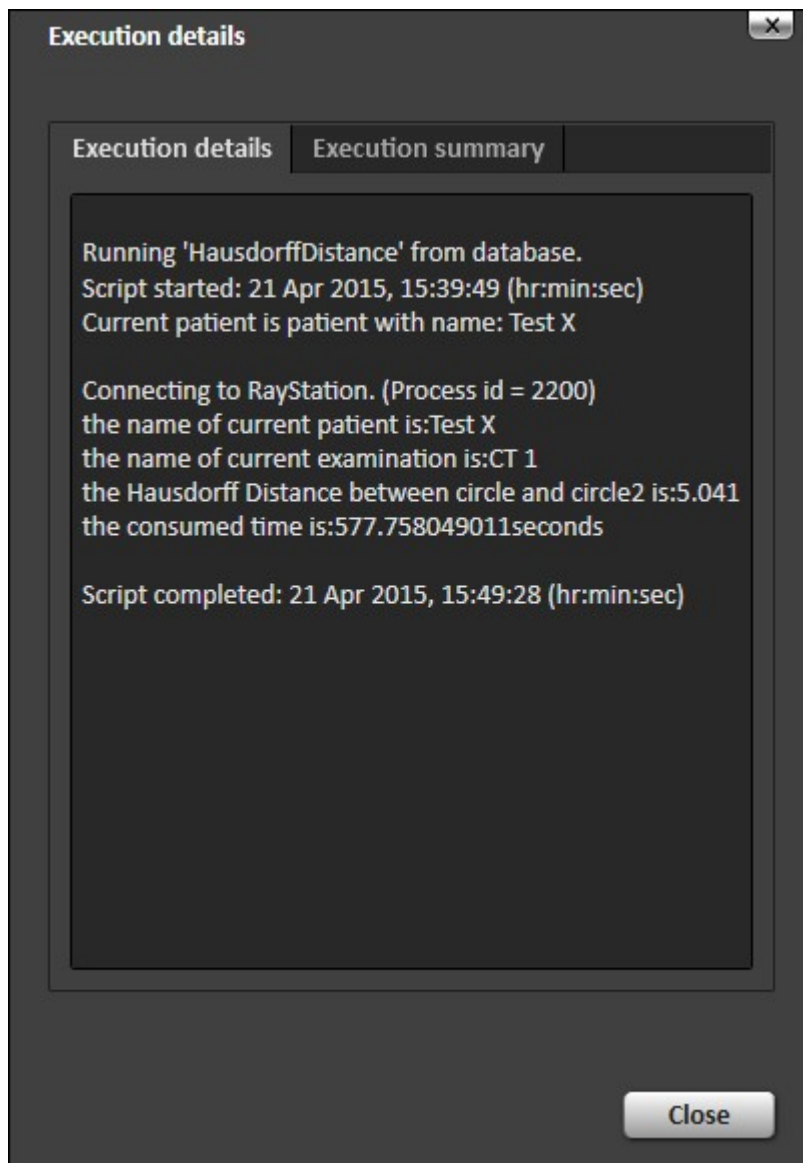 Execution details
x
Execution details
Execution summary
Running 'HausdorffDistance' from database.
Script started: 21 Apr 2015, 15:39:49 (hr:min:sec)
Current patient is patient with name: Test X
Connecting to RayStation. (Process id = 2200)
the name of current patient is:Test X
the name of current examination is:CT 1
the Hausdorff Distance between circle and circle2 is:5.041
the consumed time is:577.758049011seconds
Script completed: 21 Apr 2015, 15:49:28 (hr:min:sec)
Close